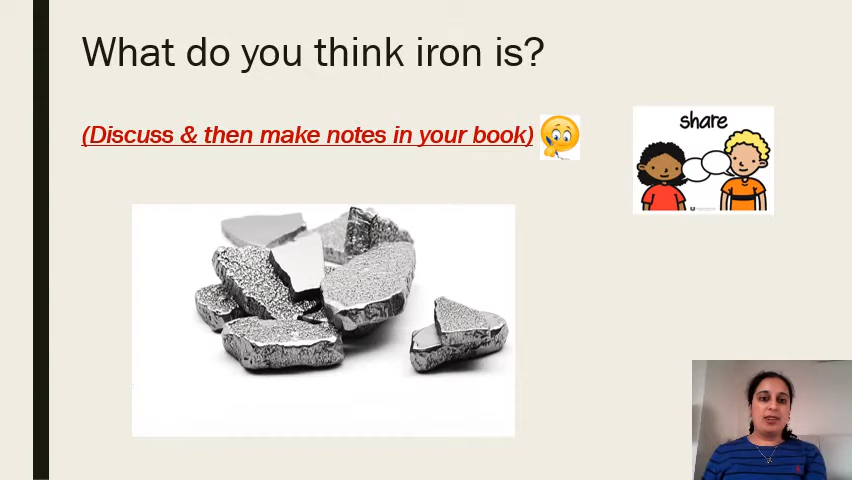 What do you think iron is?
(Discuss & then make notes in your book)
share